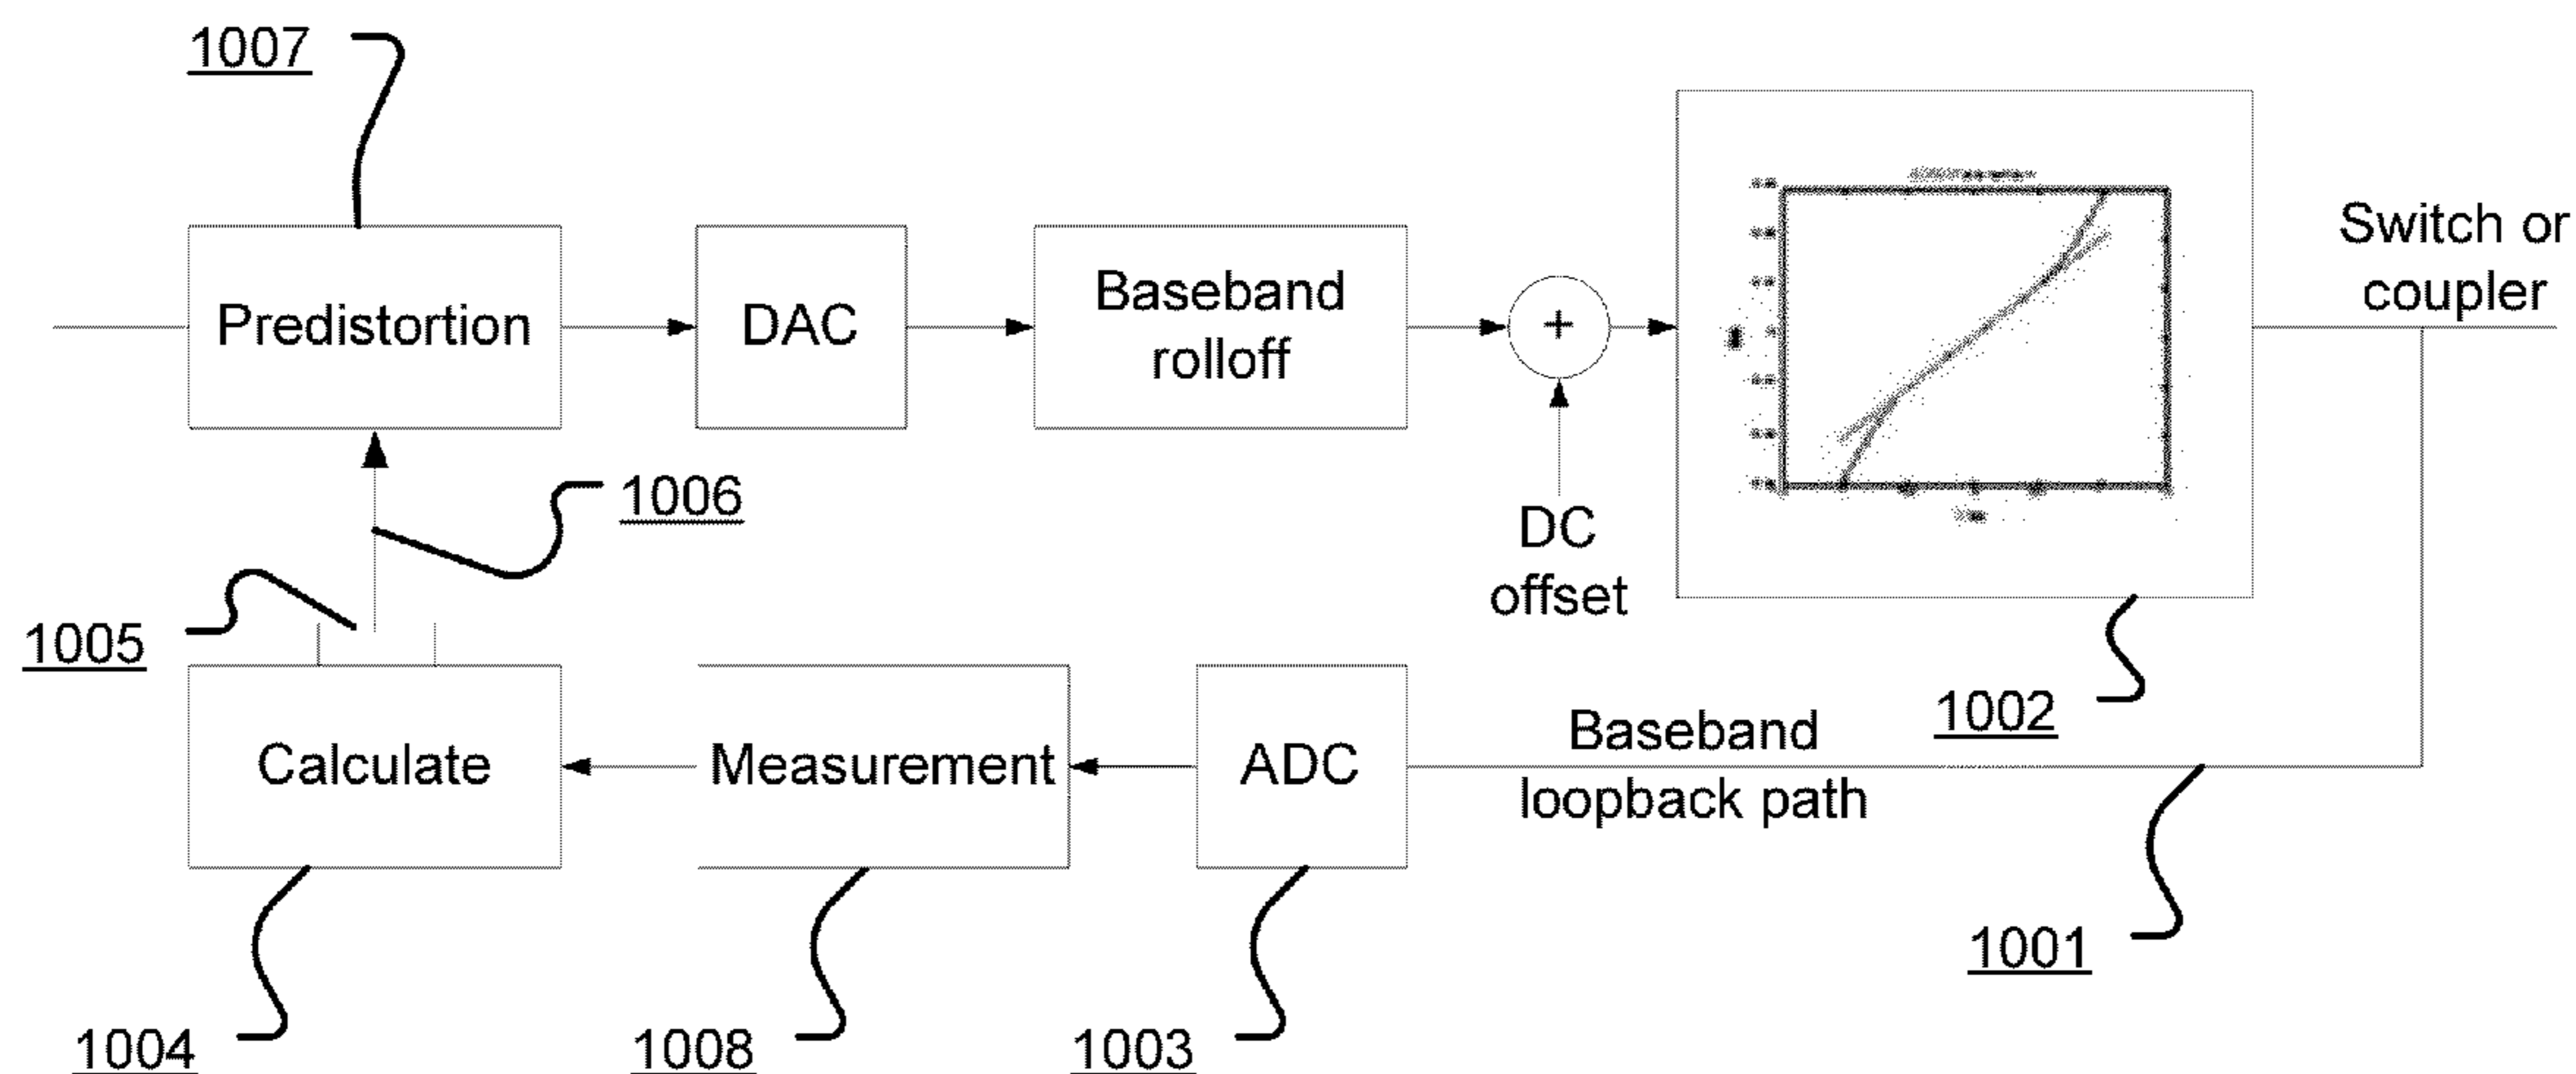 1007
Switch or
coupler
Predistortion
DAC
Baseband
rolloff
+
1006
DC
offset
1005
1002
Calculate
Measurement
ADC
Baseband
loopback path
1001
1004
1008
1003